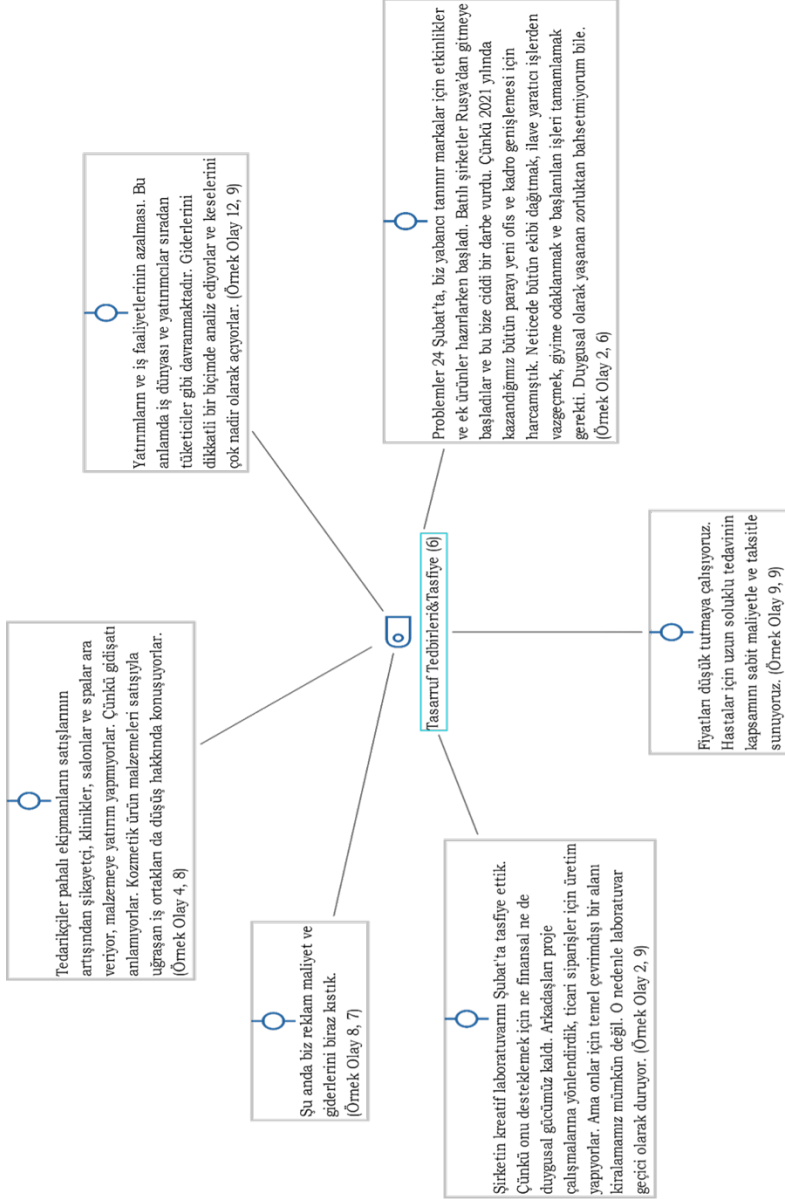 Tedarikçiler pahalı ekipmanların satışlarının
artışından şikayetçi, klinikler, salonlar ve spalar ara
veriyor, malzemeye yatırım yapmıyorlar. Çünkü gidişatı
anlamıyorlar. Kozmetik ürün malzemeleri satışıyla
uğraşan iş ortakları da düşüş hakkında konuşuyorlar.
(Örnek Olay 4, 8)
Yatırımların ve iş faaliyetlerinin azalması. Bu
anlamda iş dünyası ve yatırımcılar sıradan
tüketiciler gibi davranmaktadır. Giderlerini
dikkatli bir biçimde analiz ediyorlar ve keselerini
çok nadir olarak açıyorlar. (Örnek Olay 12, 9)
Şu anda biz reklam maliyet ve
giderlerini biraz kıstık.
(Örnek Olay 8, 7)
Tasarruf Tedbirleri&Tasfiye (6)
Problemler 24 Şubat'ta, biz yabancı tanınır markalar için etkinlikler
ve ek ürünler hazırlarken başladı. Batılı şirketler Rusya'dan gitmeye
başladılar ve bu bize ciddi bir darbe vurdu. Çünkü 2021 yılında
kazandığımız bütün parayı yeni ofis ve kadro genişlemesi için
harcamıştık. Neticede bütün ekibi dağıtmak, ilave yaratıcı işlerden
vazgeçmek, giyime odaklanmak ve başlanılan işleri tamamlamak
gerekti. Duygusal olarak yaşanan zorluktan bahsetmiyorum bile.
(Örnek Olay 2, 6)
Şirketin kreatif laboratuvarını Şubat'ta tasfiye ettik.
Çünkü onu desteklemek için ne finansal ne de
duygusal gücümüz kaldı. Arkadaşları proje
çalışmalarına yönlendirdik, ticari siparişler için üretim
yapıyorlar. Ama onlar için temel çevrimdışı bir alanı
kiralamamız mümkün değil. O nedenle laboratuvar
geçici olarak duruyor. (Örnek Olay 2, 9)
Fiyatları düşük tutmaya çalışıyoruz.
Hastalar için uzun soluklu tedavinin
kapsamını sabit maliyetle ve taksitle
sunuyoruz. (Örnek Olay 9, 9)